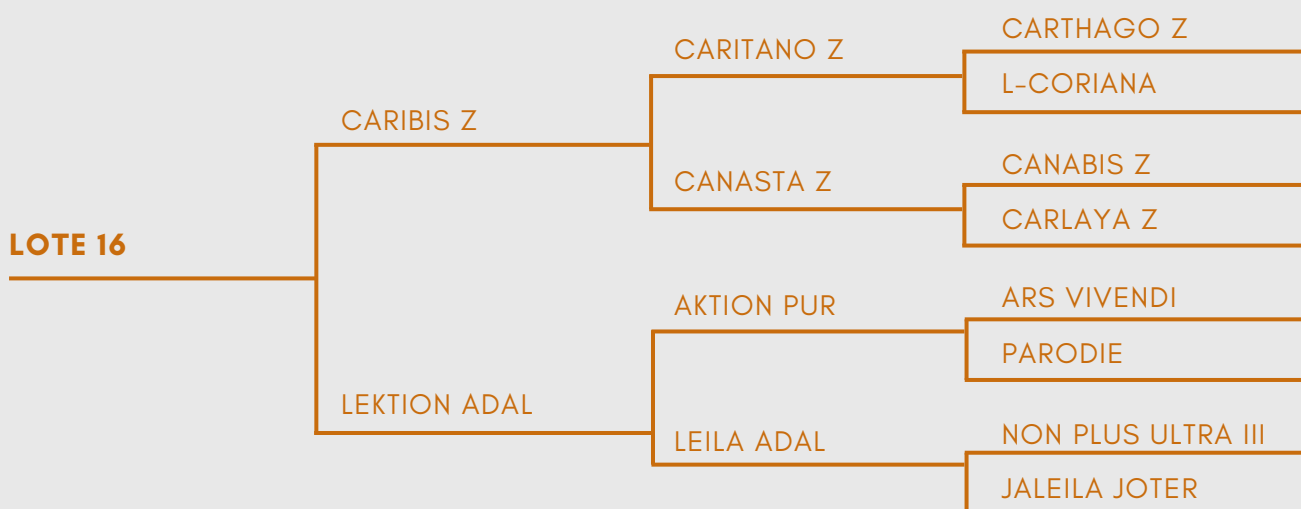 CARTHAGO Z
CARITANO Z
L-CORIANA
CARIBIS Z
CANABIS Z
CANASTA Z
CARLAYA Z
LOTE 16
ARS VIVENDI
AKTION PUR
PARODIE
LEKTION ADAL
NON PLUS ULTRA III
LEILA ADAL
JALEILA JOTER